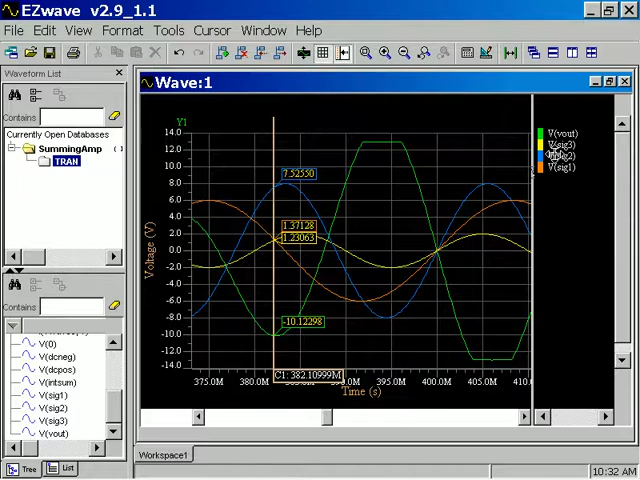 EZwave v2.9_1.1
File Edit View Format Tools Cursor Window Help
Waveform List
Contains
Currently Open Databases
SummingAmp
TRAN
Contains
V(0)
V(dcneg)
V(dcpos)
V(intsum)
V(sig1)
V(sig2)
V(sig3)
V(vout)
Tree
List
Wave:1
Y1
14.0
12.0
10.0
8.0
6.0
4.0
2.0
0.0
-2.0
-4.0
-6.0
-8.0
-10.0
-12.0
-14.0
Voltage (V)
7.52550
1.37128
1.23063
-10.12298
C1: 382.10999M
375.0M 380.0M 390.0M 395.0M 400.0M 405.0M 410.
Time (s)
V(vout)
V(sig3)
V(sig1)
Workspace1
10:32 AM